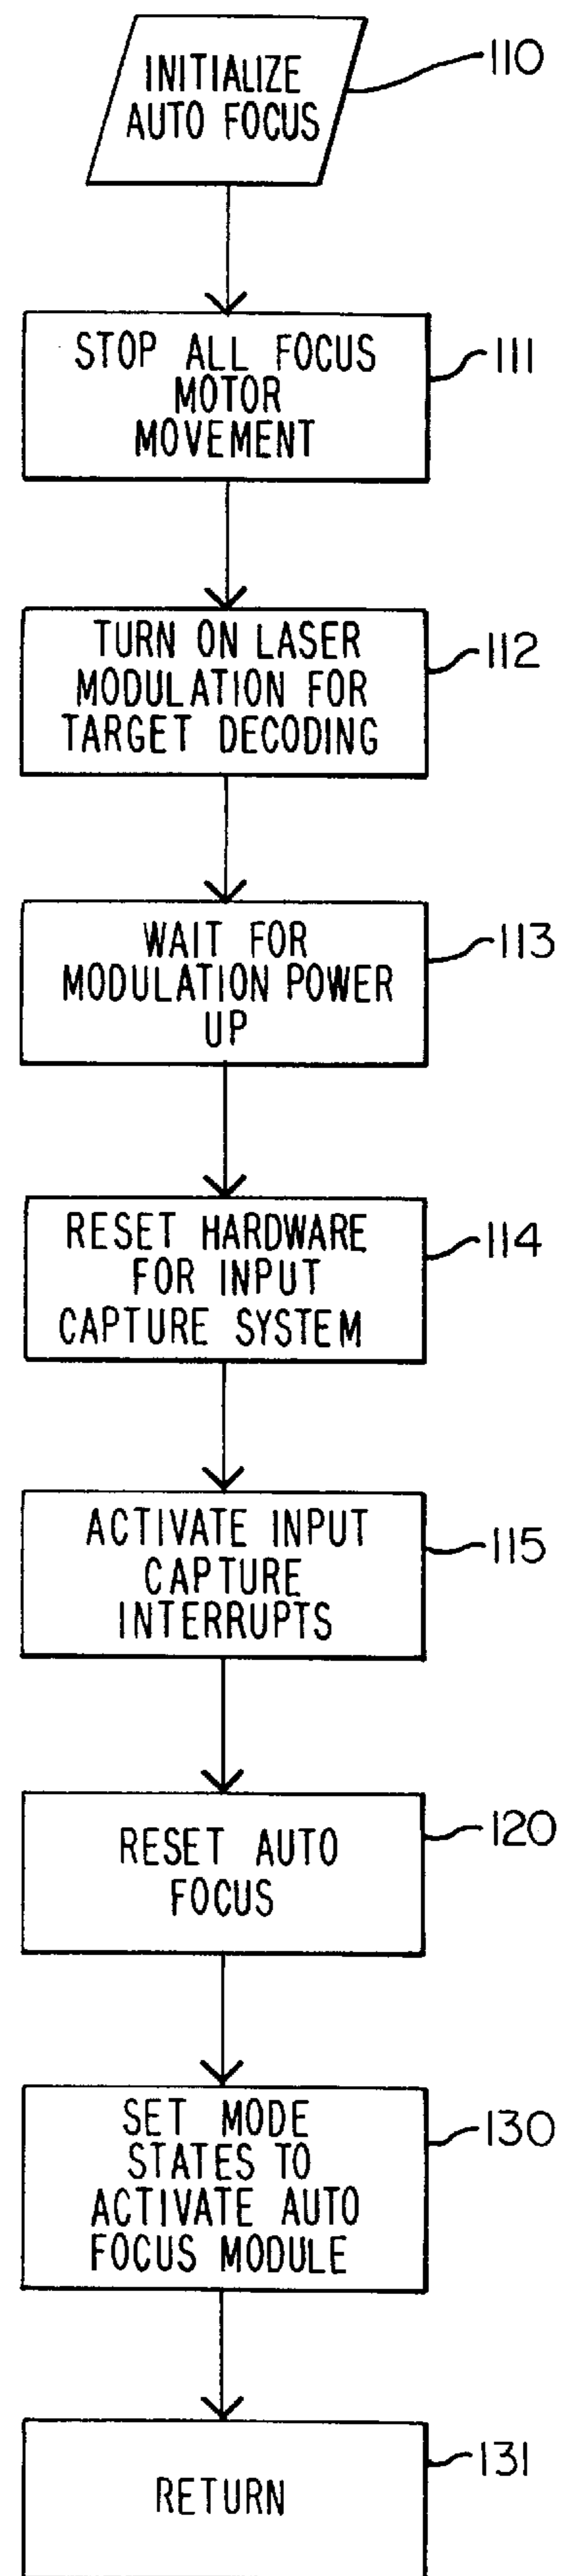 INITIALIZE
AUTO FOCUS
110
STOP ALL FOCUS
MOTOR
MOVEMENT
111
TURN ON LASER
MODULATION FOR
TARGET DECODING
112
WAIT FOR
MODULATION POWER
UP
113
RESET HARDWARE
FOR INPUT
CAPTURE SYSTEM
114
ACTIVATE INPUT
CAPTURE
INTERRUPTS
115
RESET AUTO
FOCUS
120
SET MODE
STATES TO
ACTIVATE AUTO
FOCUS MODULE
130
RETURN
131